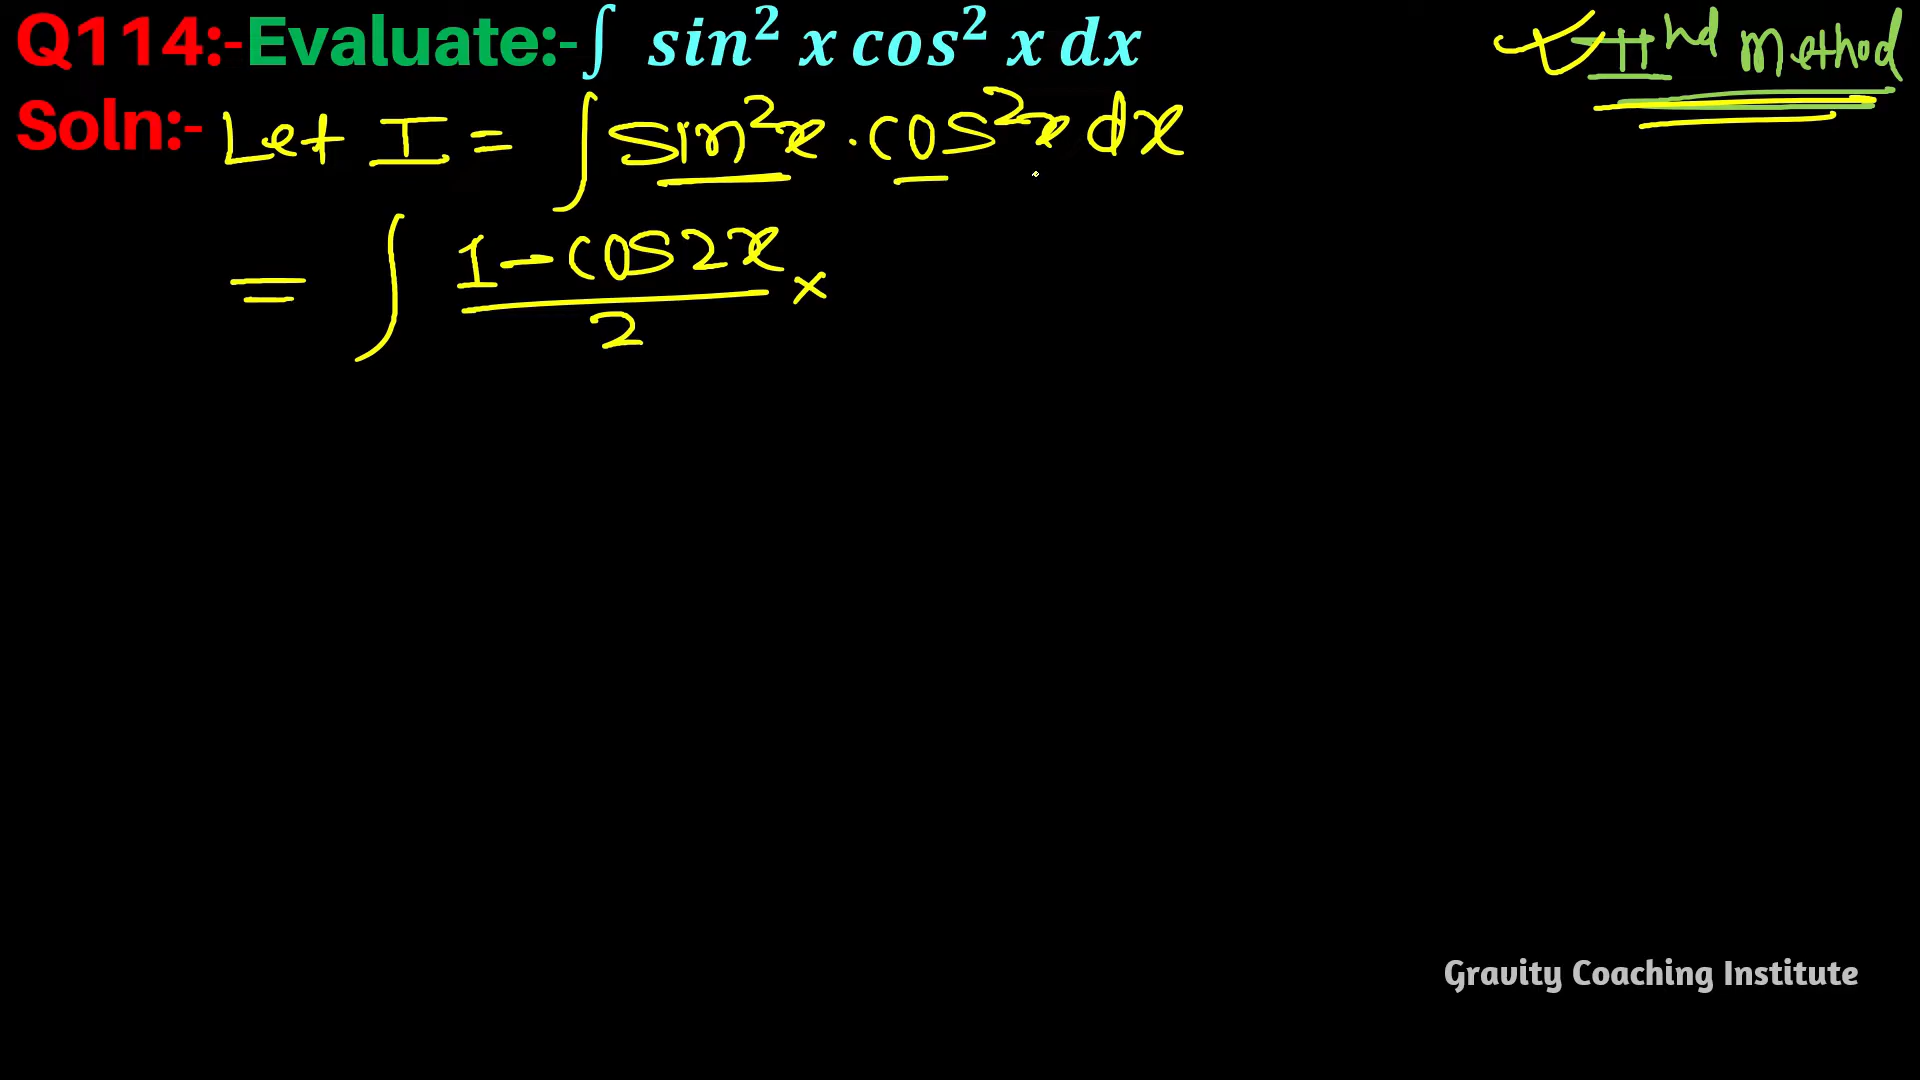 Q114:-Evaluate:-∫ sin² x cos² x dx
IInd Method
Soln:- Let I = ∫ sin²x . cos²x dx
= ∫ (1 - cos2x)/2 ×
Gravity Coaching Institute